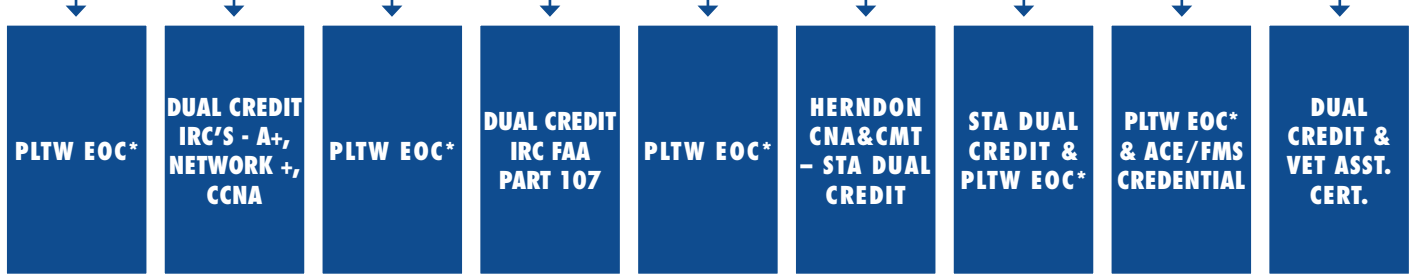 PLTW EOC*
DUAL CREDIT
IRC'S - A+,
NETWORK +,
CCNA
PLTW EOC*
DUAL CREDIT
IRC FAA
PART 107
PLTW EOC*
HERNDON
CNA&CMT
– STA DUAL
CREDIT
STA DUAL
CREDIT &
PLTW EOC*
PLTW EOC*
& ACE/FMS
CREDENTIAL
DUAL
CREDIT &
VET ASST.
CERT.